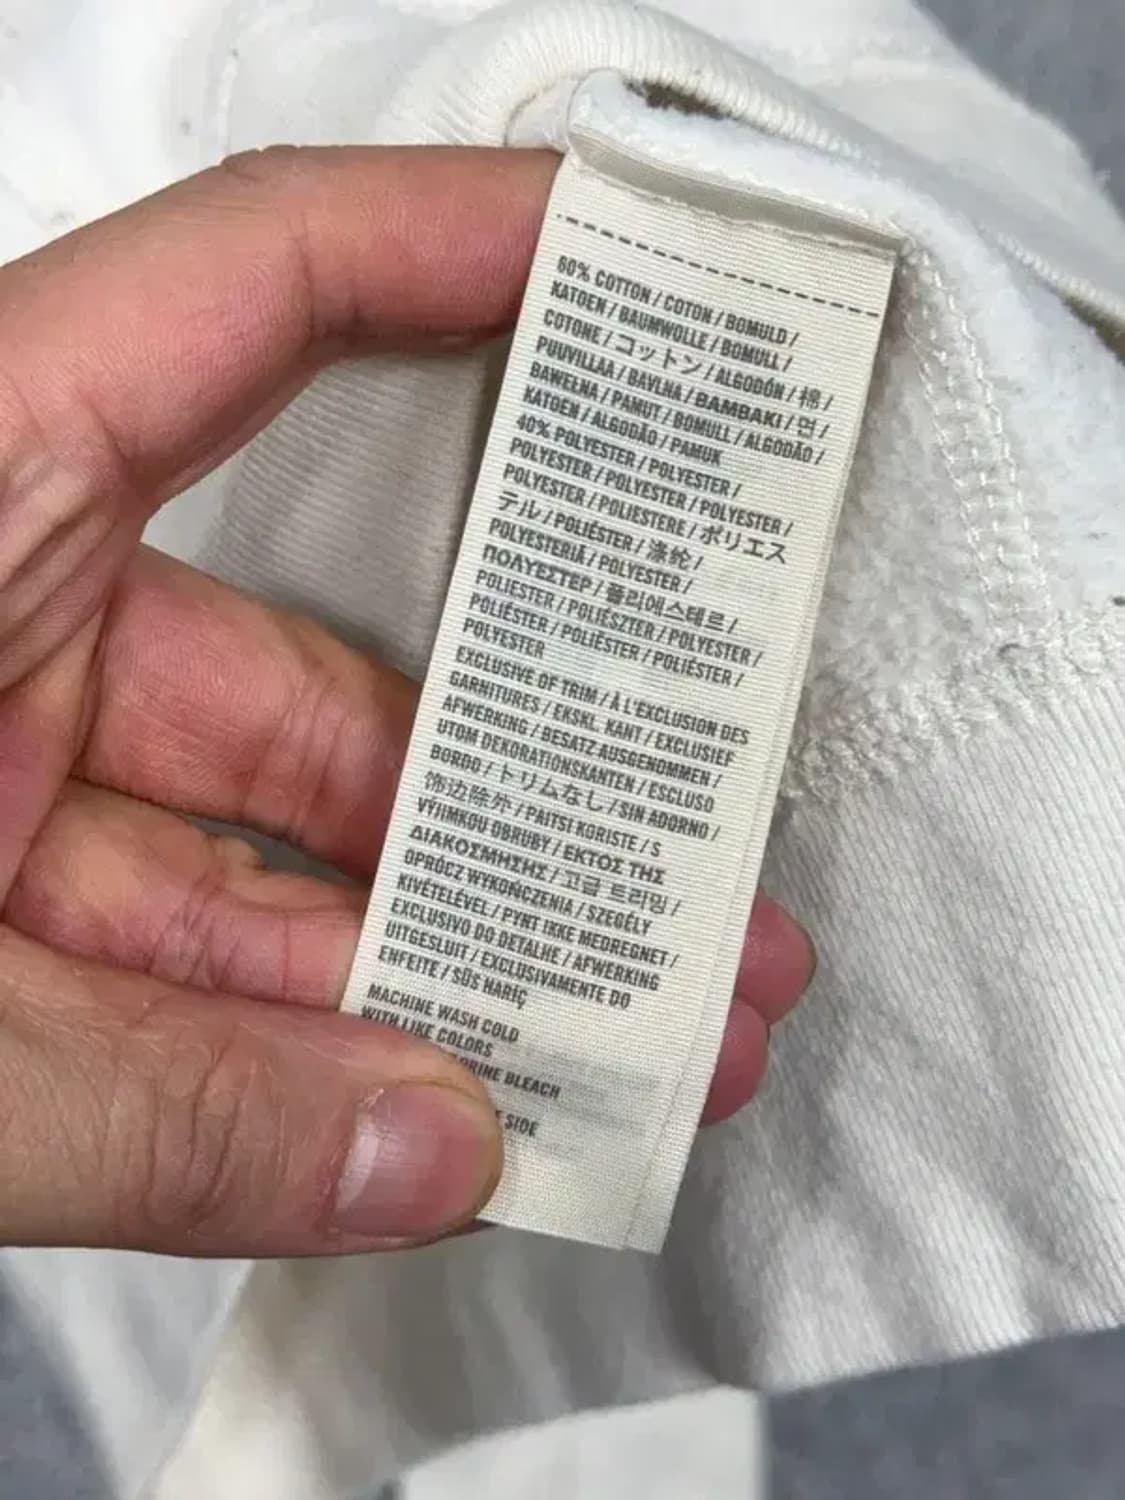 60% COTTON / COTON / BOMULD /
KATOEN / BAUMWOLLE / BOMULL /
COTONE / コットン / ALGODÓN / 棉 /
PUUVILLAA / BAVLNA / BAMBAKI / 면 /
BAWEŁNA / PAMUT / BOMULL / ALGODÃO /
KATOEN / ALGODÃO / PAMUK
40% POLYESTER / POLYESTER /
POLYESTER / POLYESTER / POLYESTER /
POLYESTER / POLIESTERE / ポリエス
テル / POLIÉSTER / 涤纶 /
POLYESTERIÄ / POLYESTER /
ΠΟΛΥΕΣΤΕΡ / 폴리에스테르 /
POLIESTER / POLIÉSZTER / POLYESTER /
POLIÉSTER / POLIËSTER / POLIÉSTER /
POLYESTER
EXCLUSIVE OF TRIM / À L'EXCLUSION DES
GARNITURES / EKSKL. KANT / EXCLUSIEF
AFWERKING / BESATZ AUSGENOMMEN /
UTOM DEKORATIONSKANTEN / ESCLUSO
BORDO / トリムなし / SIN ADORNO /
饰边除外 / PAITSI KORISTE / S
VÝJIMKOU OBRUBY / ΕΚΤΟΣ ΤΗΣ
ΔΙΑΚΟΣΜΗΣΗΣ / 고급 트리밍 /
OPRÓCZ WYKOŃCZENIA / SZEGÉLY
KIVÉTELÉVEL / PYNT IKKE MEDREGNET /
EXCLUSIVO DO DETALHE / AFWERKING
UITGESLUIT / EXCLUSIVAMENTE DO
ENFEITE / SÜS HARİÇ
MACHINE WASH COLD
WITH LIKE COLORS
BLEACH
SIDE